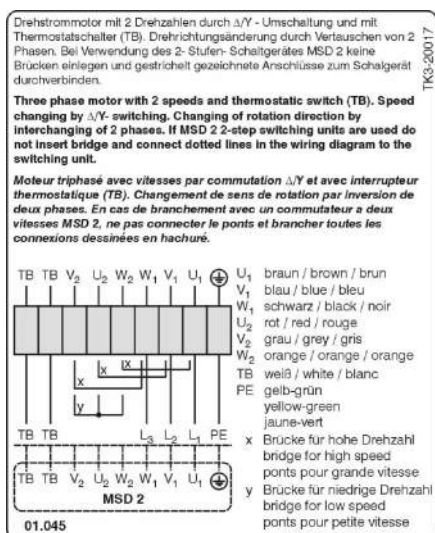 Drehstrommotor mit 2 Drehzahlen durch Δ/Y - Umschaltung und mit
Thermostatschalter (TB). Drehrichtungsänderung durch Vertauschen von 2
Phasen. Bei Verwendung des 2- Stufen- Schaltgerätes MSD 2 keine
Brücken einlegen und gestrichelt gezeichnete Anschlüsse zum Schalgerät
durchverbinden.
TK3-20017
Three phase motor with 2 speeds and thermostatic switch (TB). Speed
changing by Δ/Y- switching. Changing of rotation direction by
interchanging of 2 phases. If MSD 2 2-step switching units are used do
not insert bridge and connect dotted lines in the wiring diagram to the
switching unit.
Moteur triphasé avec vitesses par commutation Δ/Y et avec interrupteur
thermostatique (TB). Changement de sens de rotation par inversion de
deux phases. En cas de branchement avec un commutateur a deux
vitesses MSD 2, ne pas connecter le ponts et brancher toutes les
connexions dessinées en hachuré.
TB TB V₂ U₂ W₂ W₁ V₁ U₁
x
x
y
TB TB L₃ L₂ L₁ PE
TB TB V₂ U₂ W₂ W₁ V₁ U₁
MSD 2
01.045
U₁ braun / brown / brun
V₁ blau / blue / bleu
W₁ schwarz / black / noir
U₂ rot / red / rouge
V₂ grau / grey / gris
W₂ orange / orange / orange
TB weiß / white / blanc
PE gelb-grün
yellow-green
jaune-vert
x Brücke für hohe Drehzahl
bridge for high speed
ponts pour grande vitesse
y Brücke für niedrige Drehzahl
bridge for low speed
ponts pour petite vitesse